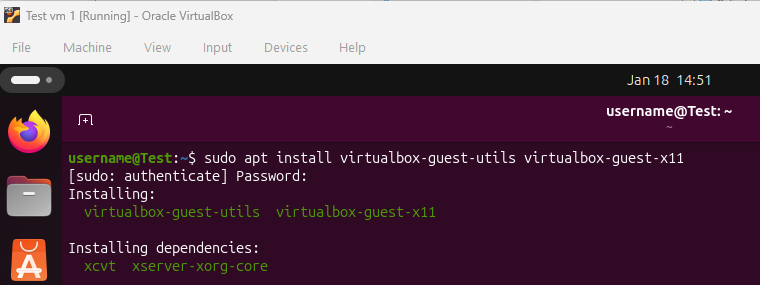 Test vm 1 [Running] - Oracle VirtualBox
File Machine View Input Devices Help
Jan 18 14:51
username@Test: ~
~
username@Test:~$ sudo apt install virtualbox-guest-utils virtualbox-guest-x11
[sudo: authenticate] Password:
Installing:
virtualbox-guest-utils virtualbox-guest-x11
Installing dependencies:
xcvt xserver-xorg-core